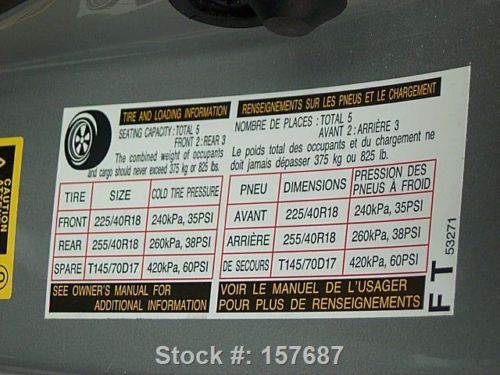 TIRE AND LOADING INFORMATION
SEATING CAPACITY:TOTAL 5
FRONT 2:REAR 3
The combined weight of occupants
and cargo should never exceed 375 kg or 825 lb.
TIRE SIZE COLD TIRE PRESSURE
FRONT 225/40R18 240kPa, 35PSI
REAR 255/40R18 260kPa, 38PSI
SPARE T145/70D17 420kPa, 60PSI
SEE OWNER'S MANUAL FOR
ADDITIONAL INFORMATION
RENSEIGNEMENTS SUR LES PNEUS ET LE CHARGEMENT
NOMBRE DE PLACES :TOTAL 5
AVANT 2:ARRIÈRE 3
Le poids total des occupants et du chargement ne
doit jamais dépasser 375 kg ou 825 lb.
PNEU DIMENSIONS PRESSION DES
PNEUS À FROID
AVANT 225/40R18 240kPa, 35PSI
ARRIÈRE 255/40R18 260kPa, 38PSI
DE SECOURS T145/70D17 420kPa, 60PSI
VOIR LE MANUEL DE L'USAGER
POUR PLUS DE RENSEIGNEMENTS
FT 53271
CAUTION
Stock #: 157687